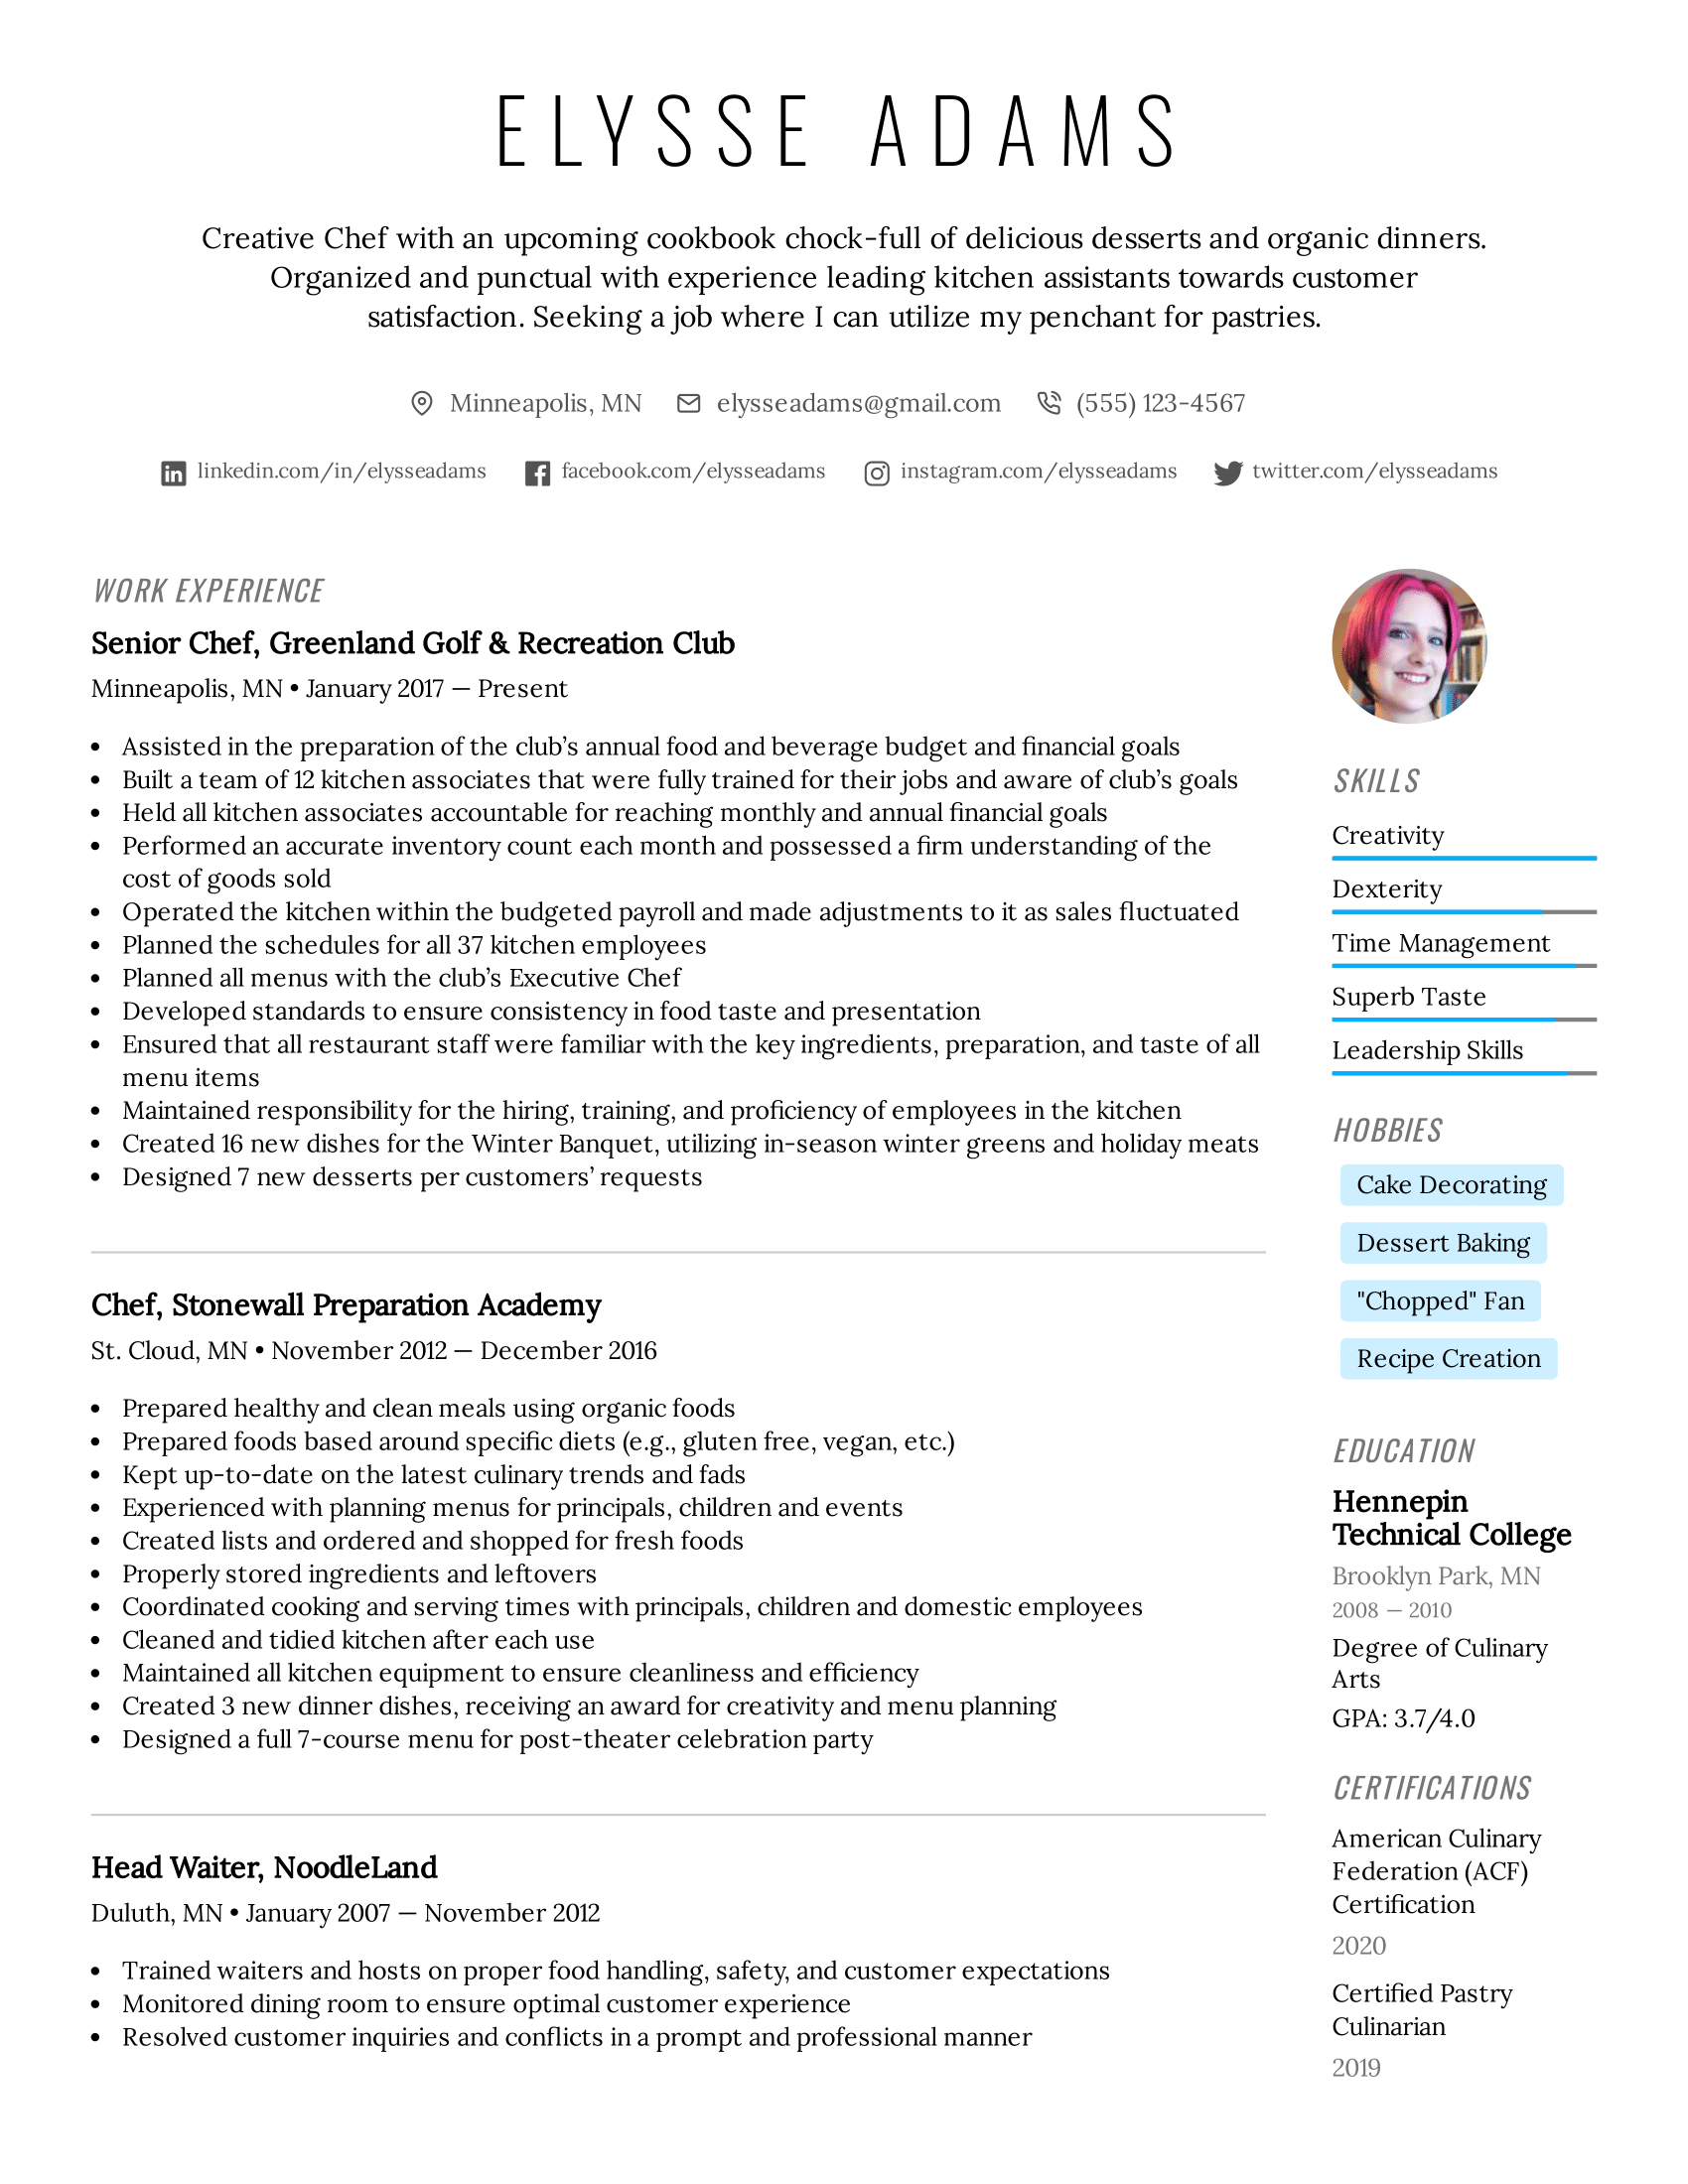 ELYSSE ADAMS
Creative Chef with an upcoming cookbook chock-full of delicious desserts and organic dinners.
Organized and punctual with experience leading kitchen assistants towards customer
satisfaction. Seeking a job where I can utilize my penchant for pastries.
Minneapolis, MN elysseadams@gmail.com (555) 123-4567
linkedin.com/in/elysseadams facebook.com/elysseadams instagram.com/elysseadams twitter.com/elysseadams
WORK EXPERIENCE
Senior Chef, Greenland Golf & Recreation Club
Minneapolis, MN • January 2017 — Present
• Assisted in the preparation of the club’s annual food and beverage budget and financial goals
• Built a team of 12 kitchen associates that were fully trained for their jobs and aware of club’s goals
• Held all kitchen associates accountable for reaching monthly and annual financial goals
• Performed an accurate inventory count each month and possessed a firm understanding of the
cost of goods sold
• Operated the kitchen within the budgeted payroll and made adjustments to it as sales fluctuated
• Planned the schedules for all 37 kitchen employees
• Planned all menus with the club’s Executive Chef
• Developed standards to ensure consistency in food taste and presentation
• Ensured that all restaurant staff were familiar with the key ingredients, preparation, and taste of all
menu items
• Maintained responsibility for the hiring, training, and proficiency of employees in the kitchen
• Created 16 new dishes for the Winter Banquet, utilizing in-season winter greens and holiday meats
• Designed 7 new desserts per customers’ requests
Chef, Stonewall Preparation Academy
St. Cloud, MN • November 2012 — December 2016
• Prepared healthy and clean meals using organic foods
• Prepared foods based around specific diets (e.g., gluten free, vegan, etc.)
• Kept up-to-date on the latest culinary trends and fads
• Experienced with planning menus for principals, children and events
• Created lists and ordered and shopped for fresh foods
• Properly stored ingredients and leftovers
• Coordinated cooking and serving times with principals, children and domestic employees
• Cleaned and tidied kitchen after each use
• Maintained all kitchen equipment to ensure cleanliness and efficiency
• Created 3 new dinner dishes, receiving an award for creativity and menu planning
• Designed a full 7-course menu for post-theater celebration party
Head Waiter, NoodleLand
Duluth, MN • January 2007 — November 2012
• Trained waiters and hosts on proper food handling, safety, and customer expectations
• Monitored dining room to ensure optimal customer experience
• Resolved customer inquiries and conflicts in a prompt and professional manner
SKILLS
Creativity
Dexterity
Time Management
Superb Taste
Leadership Skills
HOBBIES
Cake Decorating
Dessert Baking
"Chopped" Fan
Recipe Creation
EDUCATION
Hennepin
Technical College
Brooklyn Park, MN
2008 — 2010
Degree of Culinary
Arts
GPA: 3.7/4.0
CERTIFICATIONS
American Culinary
Federation (ACF)
Certification
2020
Certified Pastry
Culinarian
2019